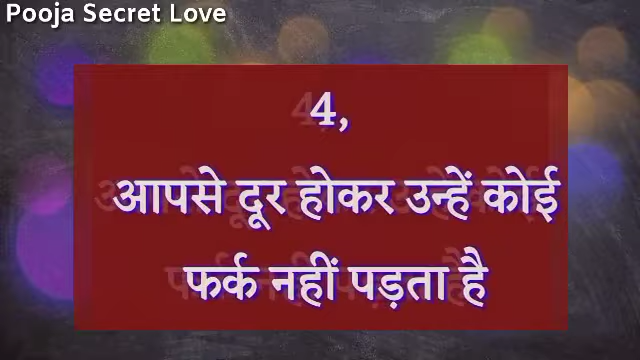 Pooja Secret Love
4,
आपसे दूर होकर उन्हें कोई
फर्क नहीं पड़ता है